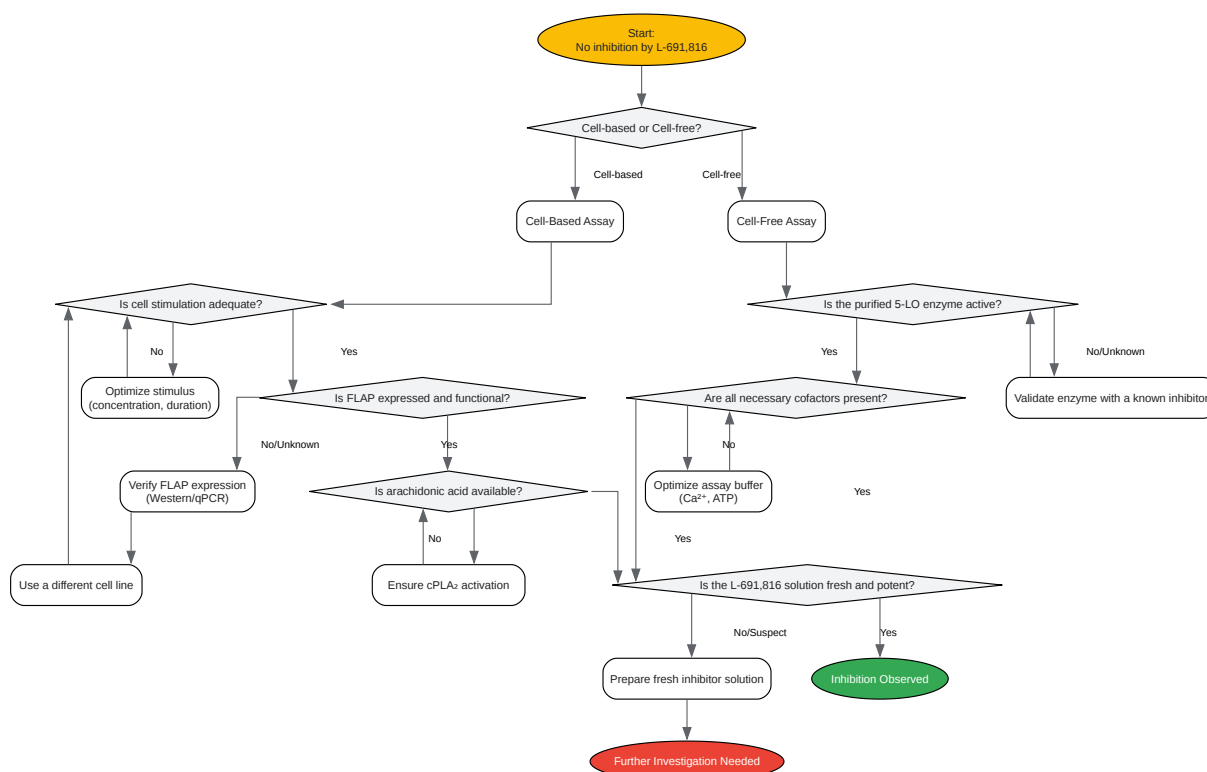 Start:
No inhibition by L-691,816
Cell-based or Cell-free?
Cell-based
Cell-free
Cell-Based Assay
Cell-Free Assay
Is cell stimulation adequate?
Is the purified 5-LO enzyme active?
No
Yes
Yes
No/Unknown
Optimize stimulus
(concentration, duration)
Is FLAP expressed and functional?
Are all necessary cofactors present?
Validate enzyme with a known inhibitor
No/Unknown
Yes
No
Verify FLAP expression
(Western/qPCR)
Is arachidonic acid available?
Optimize assay buffer
(Ca²⁺, ATP)
Yes
No
Yes
Use a different cell line
Ensure cPLA₂ activation
Is the L-691,816 solution fresh and potent?
No/Suspect
Yes
Prepare fresh inhibitor solution
Inhibition Observed
Further Investigation Needed